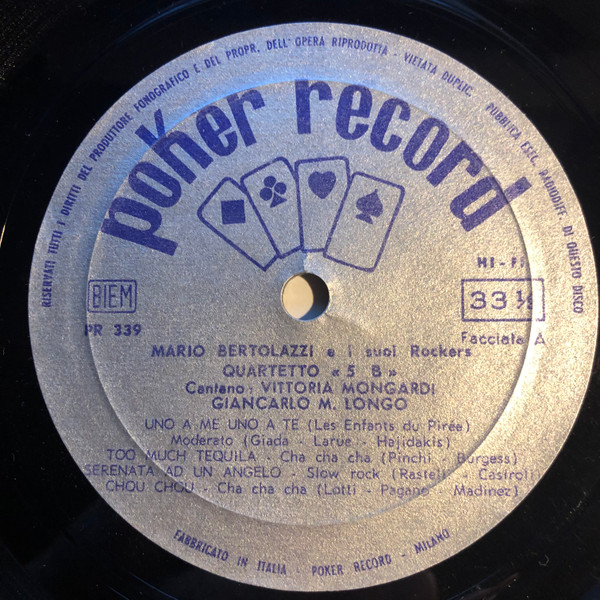 RISERVATI TUTTI I DIRITTI DEL PRODUTTORE FONOGRAFICO E DEL PROPR. DELL'OPERA RIPRODOTTA - VIETATA DUPLIC. PUBBLICA ESEC. RADIODIFF. DI QUESTO DISCO
poker record
HI-FI
BIEM
33 1/3
PR 339
Facciata A
MARIO BERTOLAZZI e i suoi Rockers
QUARTETTO «5 B»
Cantano: VITTORIA MONGARDI
GIANCARLO M. LONGO
UNO A ME UNO A TE (Les Enfants du Pirée)
Moderato (Giada - Larue - Hajidakis)
TOO MUCH TEQUILA - Cha cha cha (Pinchi - Burgess)
SERENATA AD UN ANGELO - Slow rock (Rastelli - Casiroli)
CHOU CHOU - Cha cha cha (Lotti - Pagano - Madinez)
FABBRICATO IN ITALIA - POKER RECORD - MILANO